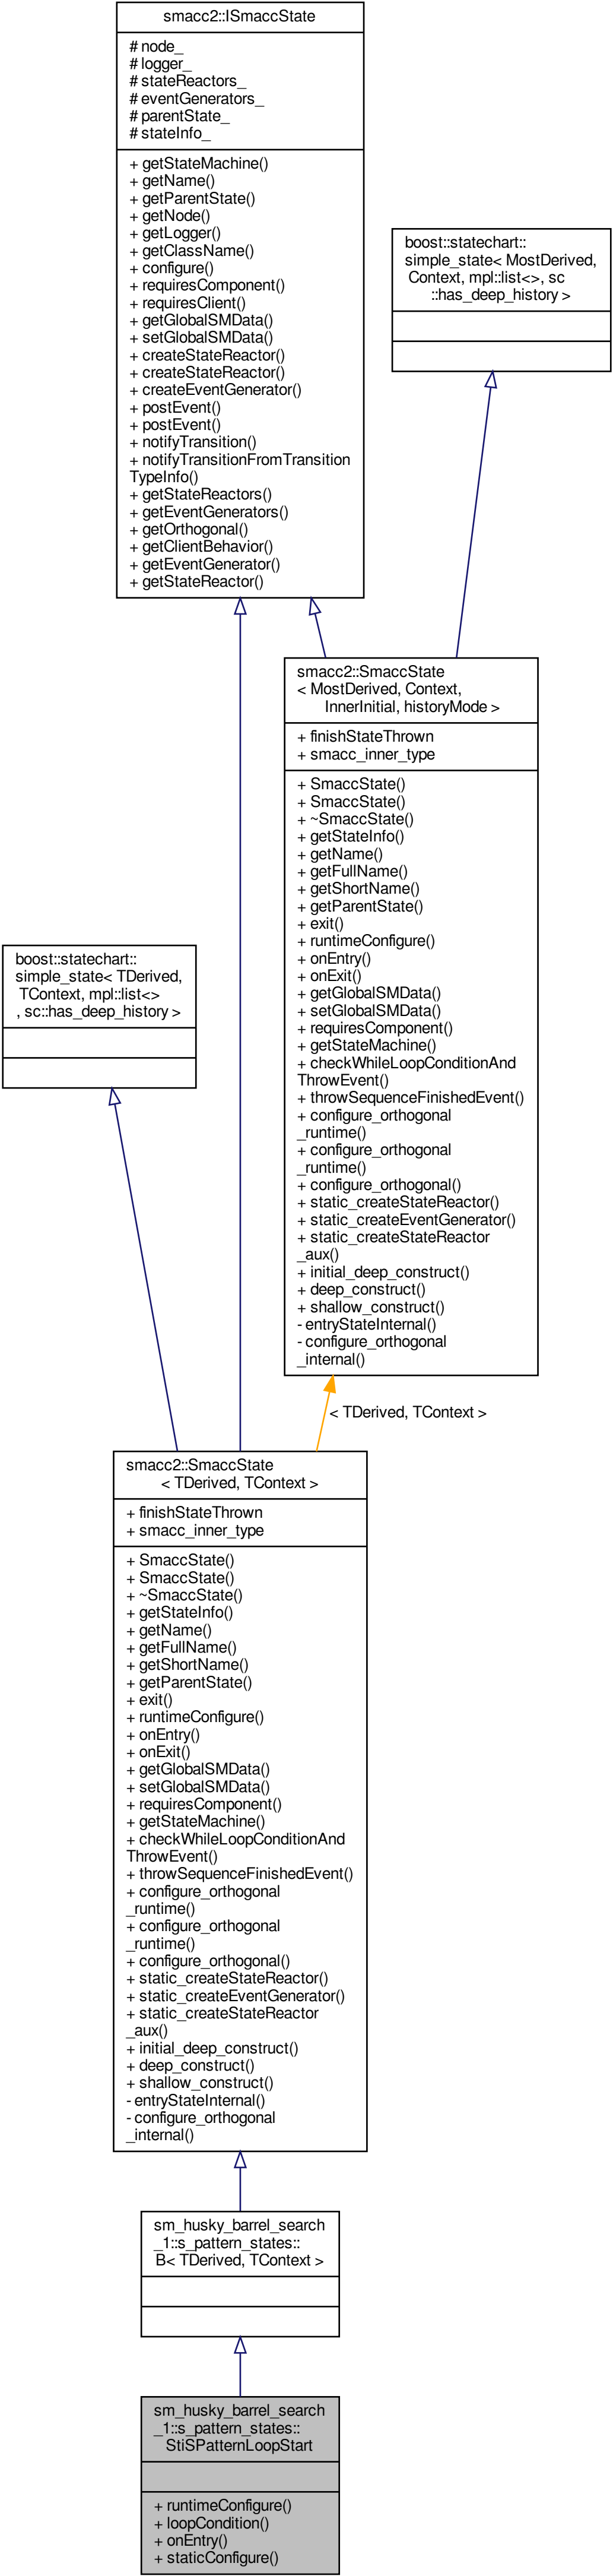 smacc2::ISmaccState
# node_
# logger_
# stateReactors_
# eventGenerators_
# parentState_
# stateInfo_
+ getStateMachine()
+ getName()
+ getParentState()
+ getNode()
+ getLogger()
+ getClassName()
+ configure()
+ requiresComponent()
+ requiresClient()
+ getGlobalSMData()
+ setGlobalSMData()
+ createStateReactor()
+ createStateReactor()
+ createEventGenerator()
+ postEvent()
+ postEvent()
+ notifyTransition()
+ notifyTransitionFromTransition
TypeInfo()
+ getStateReactors()
+ getEventGenerators()
+ getOrthogonal()
+ getClientBehavior()
+ getEventGenerator()
+ getStateReactor()
boost::statechart::
simple_state< MostDerived,
Context, mpl::list<>, sc
::has_deep_history >
smacc2::SmaccState
< MostDerived, Context,
InnerInitial, historyMode >
+ finishStateThrown
+ smacc_inner_type
+ SmaccState()
+ SmaccState()
+ ~SmaccState()
+ getStateInfo()
+ getName()
+ getFullName()
+ getShortName()
+ getParentState()
+ exit()
+ runtimeConfigure()
+ onEntry()
+ onExit()
+ getGlobalSMData()
+ setGlobalSMData()
+ requiresComponent()
+ getStateMachine()
+ checkWhileLoopConditionAnd
ThrowEvent()
+ throwSequenceFinishedEvent()
+ configure_orthogonal
_runtime()
+ configure_orthogonal
_runtime()
+ configure_orthogonal()
+ static_createStateReactor()
+ static_createEventGenerator()
+ static_createStateReactor
_aux()
+ initial_deep_construct()
+ deep_construct()
+ shallow_construct()
- entryStateInternal()
- configure_orthogonal
_internal()
boost::statechart::
simple_state< TDerived,
TContext, mpl::list<>
, sc::has_deep_history >
< TDerived, TContext >
smacc2::SmaccState
< TDerived, TContext >
+ finishStateThrown
+ smacc_inner_type
+ SmaccState()
+ SmaccState()
+ ~SmaccState()
+ getStateInfo()
+ getName()
+ getFullName()
+ getShortName()
+ getParentState()
+ exit()
+ runtimeConfigure()
+ onEntry()
+ onExit()
+ getGlobalSMData()
+ setGlobalSMData()
+ requiresComponent()
+ getStateMachine()
+ checkWhileLoopConditionAnd
ThrowEvent()
+ throwSequenceFinishedEvent()
+ configure_orthogonal
_runtime()
+ configure_orthogonal
_runtime()
+ configure_orthogonal()
+ static_createStateReactor()
+ static_createEventGenerator()
+ static_createStateReactor
_aux()
+ initial_deep_construct()
+ deep_construct()
+ shallow_construct()
- entryStateInternal()
- configure_orthogonal
_internal()
sm_husky_barrel_search
_1::s_pattern_states::
B< TDerived, TContext >
sm_husky_barrel_search
_1::s_pattern_states::
StiSPatternLoopStart
+ runtimeConfigure()
+ loopCondition()
+ onEntry()
+ staticConfigure()